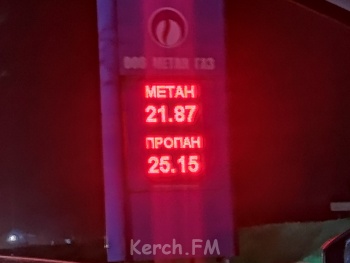 ООО МЕТАН ГАЗ
МЕТАН
21.87
ПРОПАН
25.15
Kerch.FM